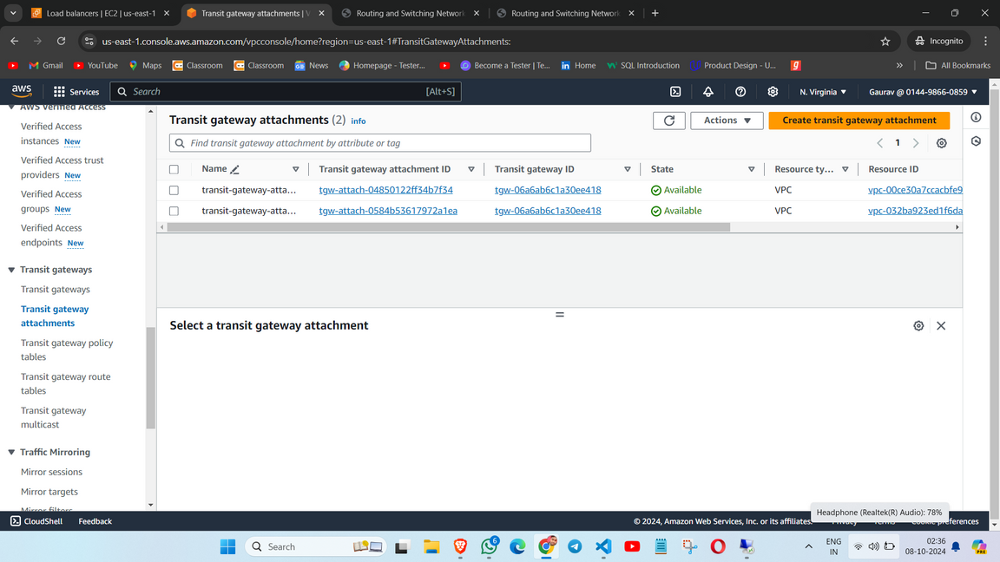 Load balancers | EC2 | us-east-1
Transit gateway attachments | V
Routing and Switching Network
Routing and Switching Network
us-east-1.console.aws.amazon.com/vpcconsole/home?region=us-east-1#TransitGatewayAttachments:
Incognito
Gmail
YouTube
Maps
Classroom
Classroom
News
Homepage - Tester...
Become a Tester | Te...
Home
SQL Introduction
Product Design - U...
All Bookmarks
aws
Services
Search
[Alt+S]
N. Virginia
Gaurav @ 0144-9866-0859
AWS Verified Access
Verified Access
instances New
Verified Access trust
providers New
Verified Access
groups New
Verified Access
endpoints New
Transit gateways
Transit gateways
Transit gateway
attachments
Transit gateway policy
tables
Transit gateway route
tables
Transit gateway
multicast
Traffic Mirroring
Mirror sessions
Mirror targets
Mirror filters
Transit gateway attachments (2) info
Actions
Create transit gateway attachment
Find transit gateway attachment by attribute or tag
1
Name
Transit gateway attachment ID
Transit gateway ID
State
Resource ty...
Resource ID
transit-gateway-atta... tgw-attach-04850122ff34b7f34 tgw-06a6ab6c1a30ee418 Available VPC vpc-00ce30a7ccacbfe9
transit-gateway-atta... tgw-attach-0584b53617972a1ea tgw-06a6ab6c1a30ee418 Available VPC vpc-032ba923ed1f6da
Select a transit gateway attachment
Headphone (Realtek(R) Audio): 78%
CloudShell
Feedback
© 2024, Amazon Web Services, Inc. or its affiliates.
Privacy
Terms
Cookie preferences
Search
6
ENG
IN
02:36
08-10-2024
PRE